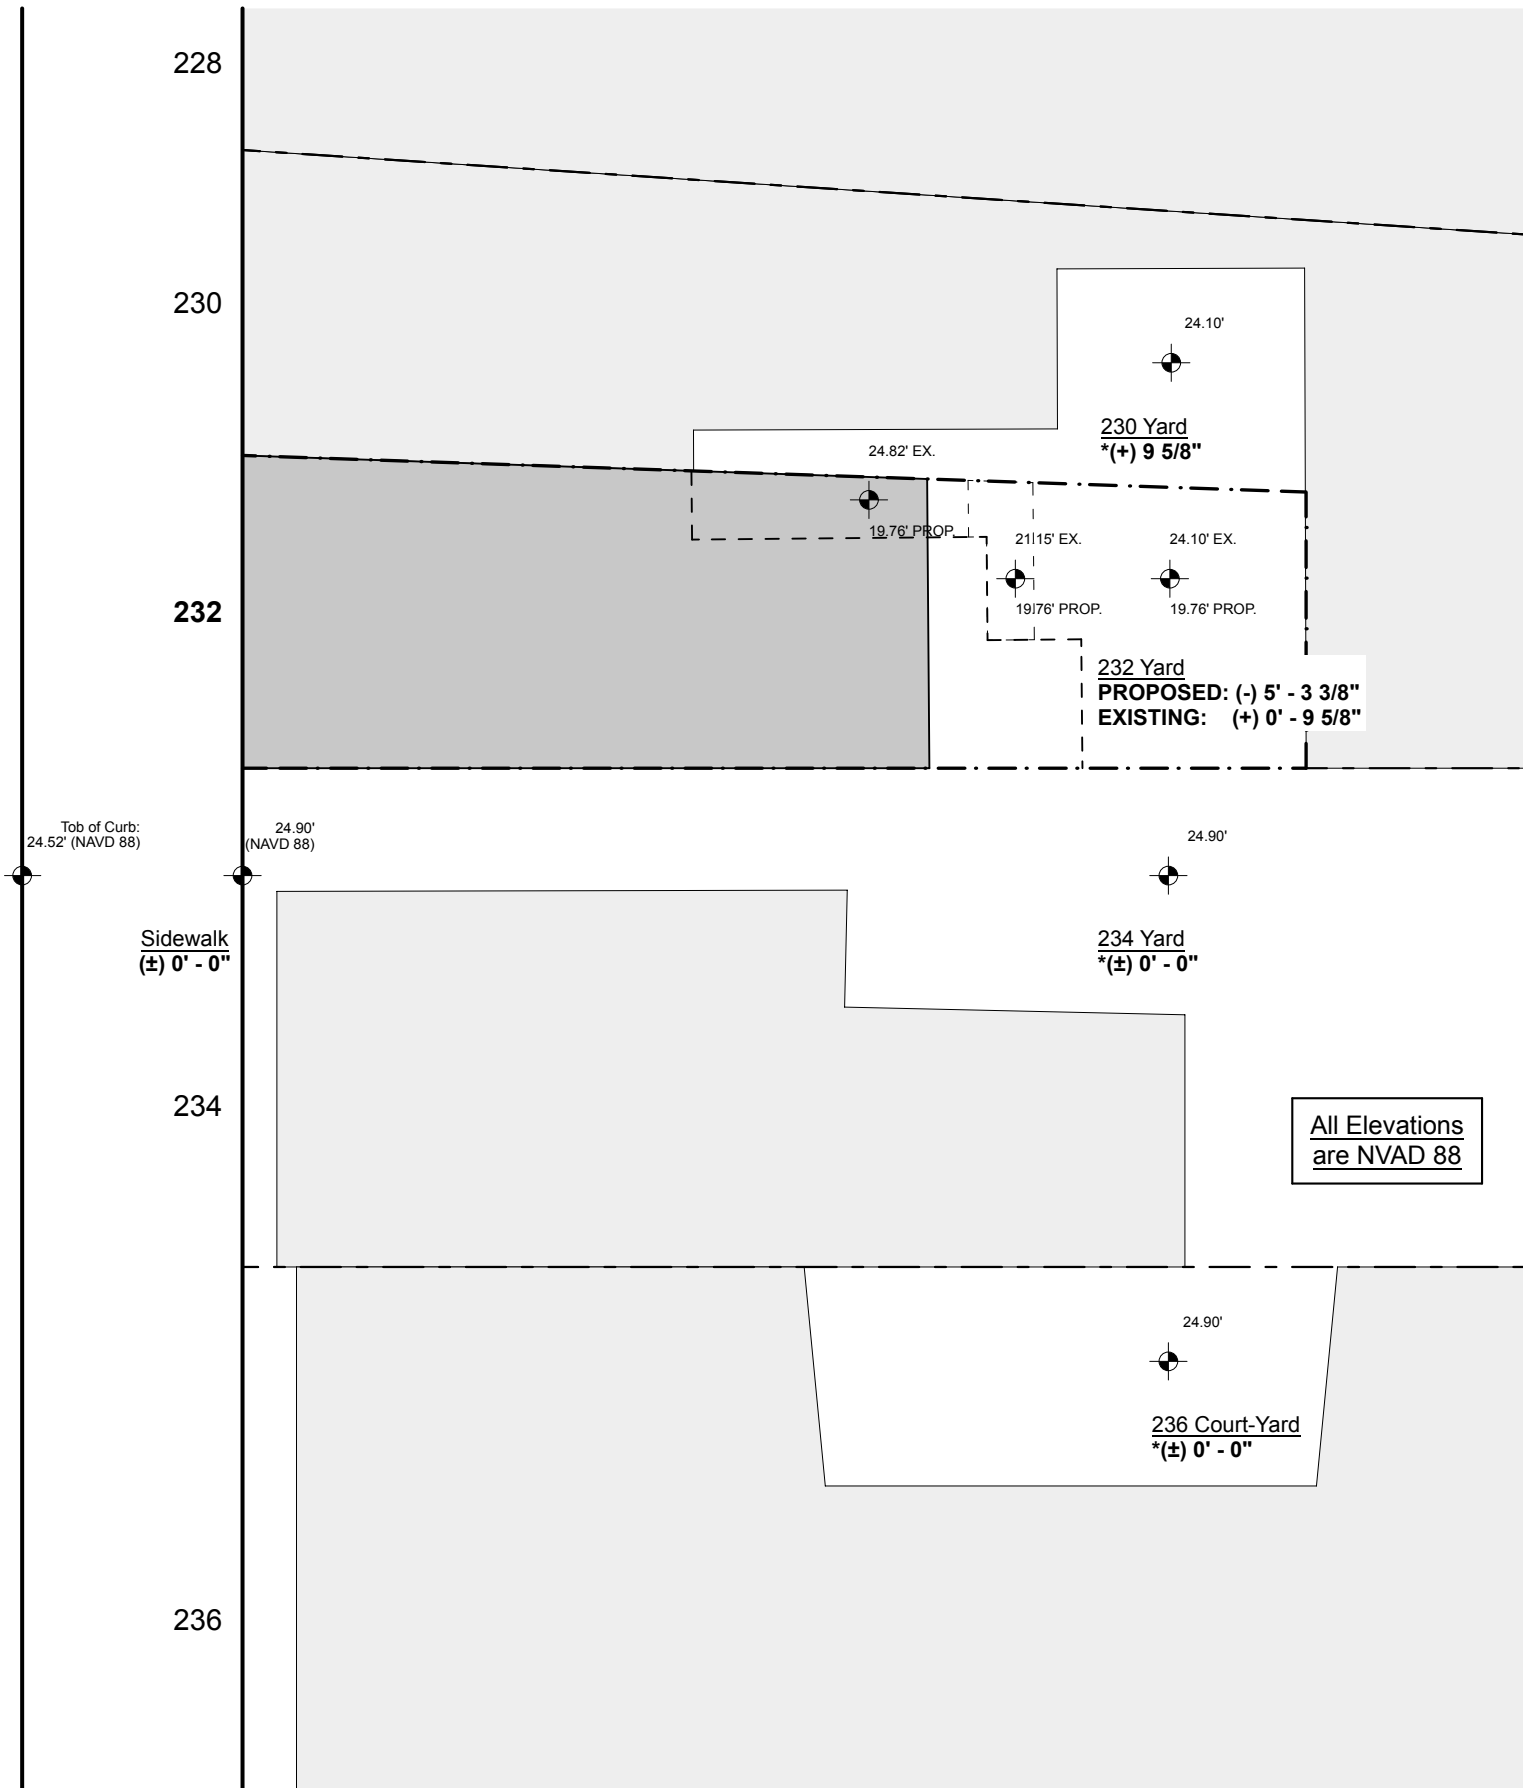 228
230
24.10'
230 Yard
*(+) 9 5/8"
24.82' EX.
19.76' PROP.
21.15' EX.
24.10' EX.
19.76' PROP.
19.76' PROP.
232
232 Yard
PROPOSED: (-) 5' - 3 3/8"
EXISTING: (+) 0' - 9 5/8"
Tob of Curb:
24.52' (NAVD 88)
24.90'
(NAVD 88)
24.90'
Sidewalk
(±) 0' - 0"
234 Yard
*(±) 0' - 0"
234
All Elevations
are NVAD 88
24.90'
236 Court-Yard
*(±) 0' - 0"
236